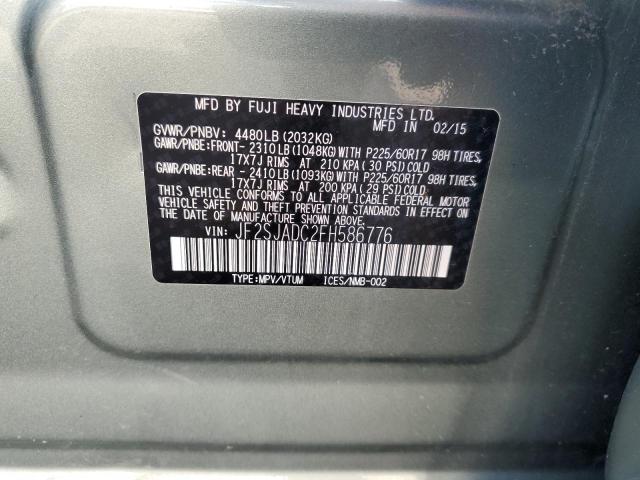 MFD BY FUJI HEAVY INDUSTRIES LTD.
MFD IN 02/15
GVWR/PNBV: 4480LB (2032KG)
GAWR/PNBE: FRONT- 2310LB (1048KG) WITH P225/60R17 98H TIRES,
17X7J RIMS AT 210 KPA (30 PSI) COLD
GAWR/PNBE: REAR - 2410LB (1093KG) WITH P225/60R17 98H TIRES,
17X7J RIMS AT 200 KPA (29 PSI) COLD
THIS VEHICLE CONFORMS TO ALL APPLICABLE FEDERAL MOTOR
VEHICLE SAFETY AND THEFT PREVENTION STANDARDS IN EFFECT
ON THE DATE OF MANUFACTURE SHOWN ABOVE.
VIN: JF2SJADC2FH586776
TYPE: MPV/VTUM ICES/NMB-002